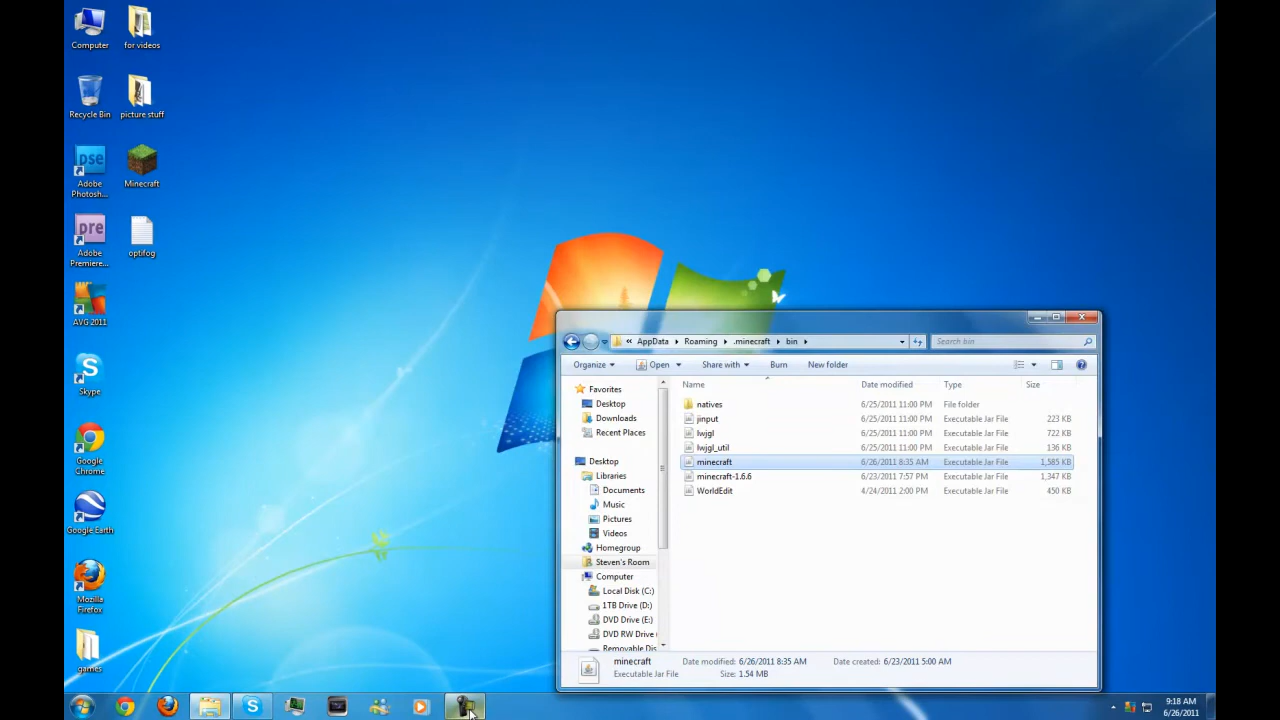 Computer
for videos
Recycle Bin
picture stuff
pse
Adobe
Photosh...
Minecraft
pre
Adobe
Premiere...
optifog
AVG 2011
Skype
Google
Chrome
Google Earth
Mozilla
Firefox
games
« AppData ▸ Roaming ▸ .minecraft ▸ bin ▸
Search bin
Organize Open Share with Burn New folder
Name Date modified Type Size
natives 6/25/2011 11:00 PM File folder
jinput 6/25/2011 11:00 PM Executable Jar File 223 KB
lwjgl 6/25/2011 11:00 PM Executable Jar File 722 KB
lwjgl_util 6/25/2011 11:00 PM Executable Jar File 136 KB
minecraft 6/26/2011 8:35 AM Executable Jar File 1,585 KB
minecraft-1.6.6 6/23/2011 7:57 PM Executable Jar File 1,347 KB
WorldEdit 4/24/2011 2:00 PM Executable Jar File 450 KB
Favorites
Desktop
Downloads
Recent Places
Desktop
Libraries
Documents
Music
Pictures
Videos
Homegroup
Steven's Room
Computer
Local Disk (C:)
1TB Drive (D:)
DVD Drive (E:)
DVD RW Drive
Removable Dis
minecraft Date modified: 6/26/2011 8:35 AM Date created: 6/23/2011 5:00 AM
Executable Jar File Size: 1.54 MB
9:18 AM
6/26/2011